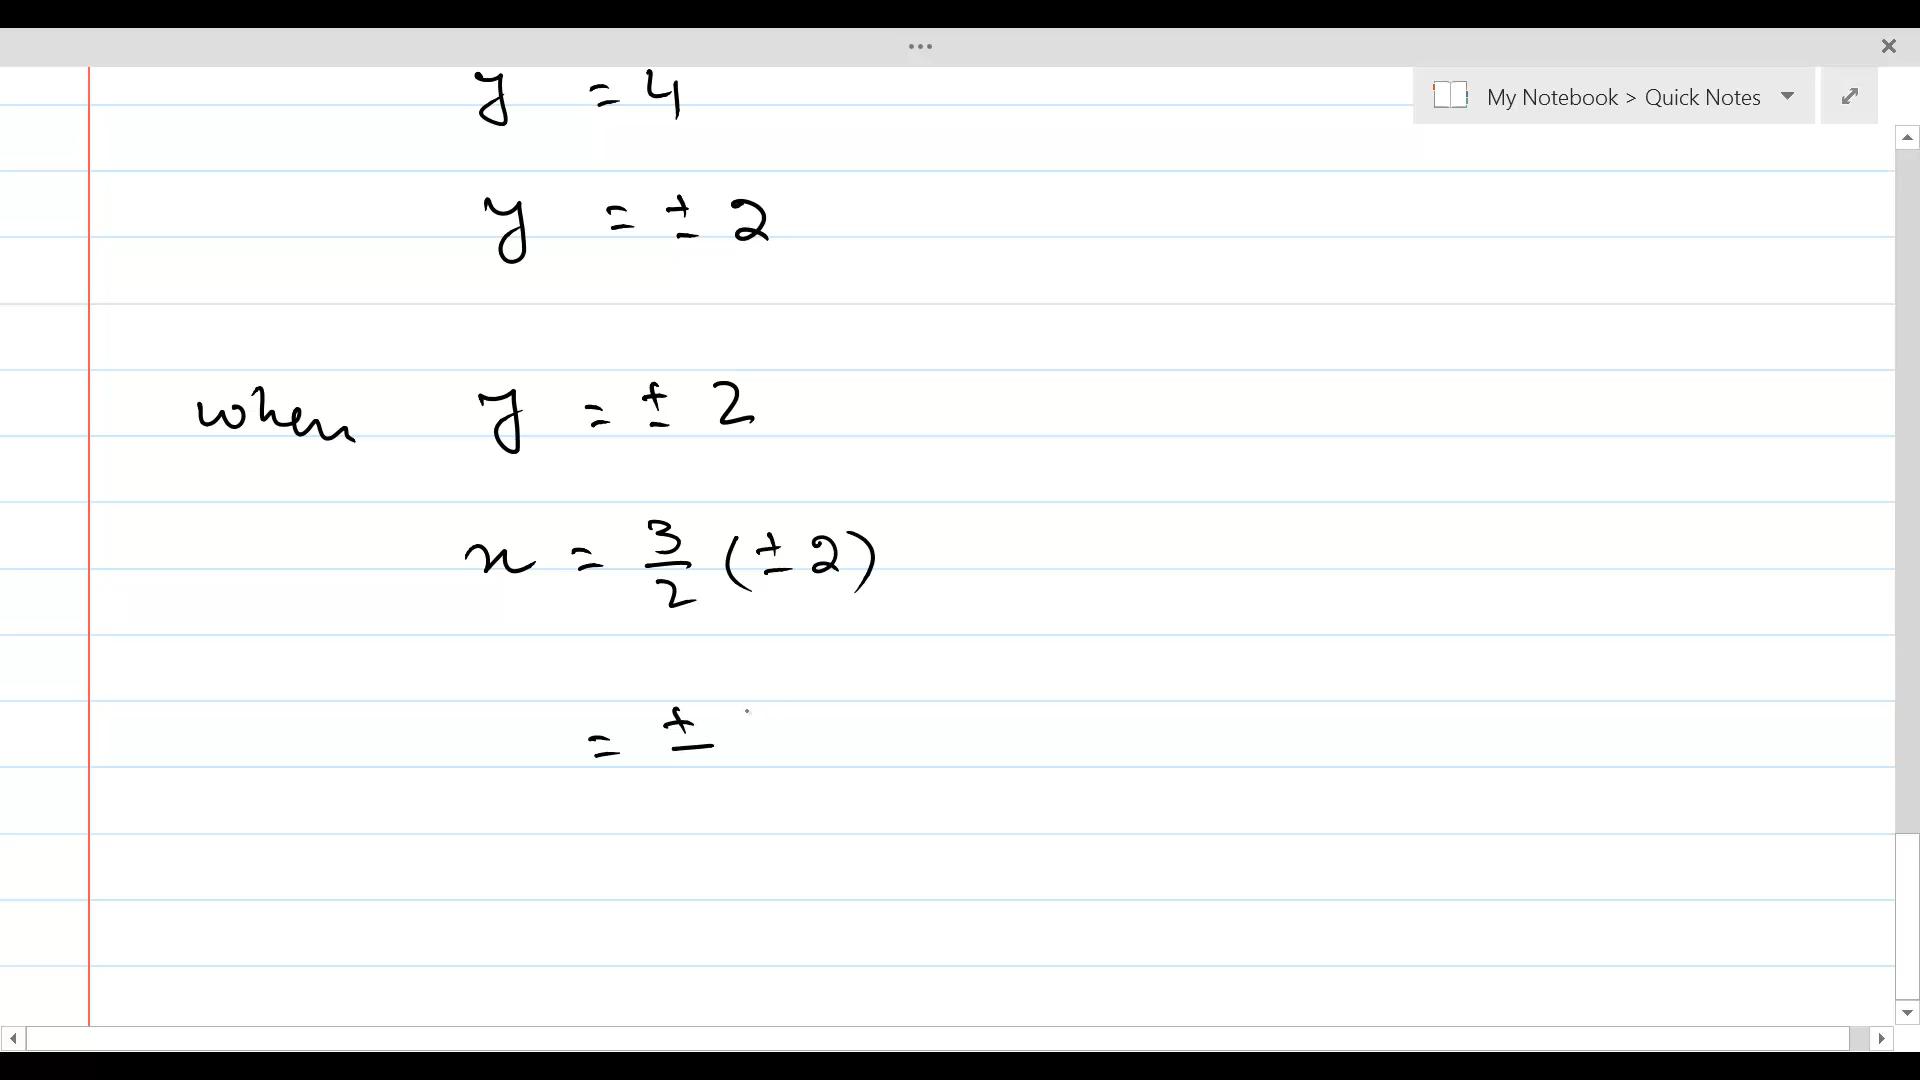 y = 4
My Notebook > Quick Notes
y = ± 2
when y = ± 2
x = 3/2 (± 2)
= ±